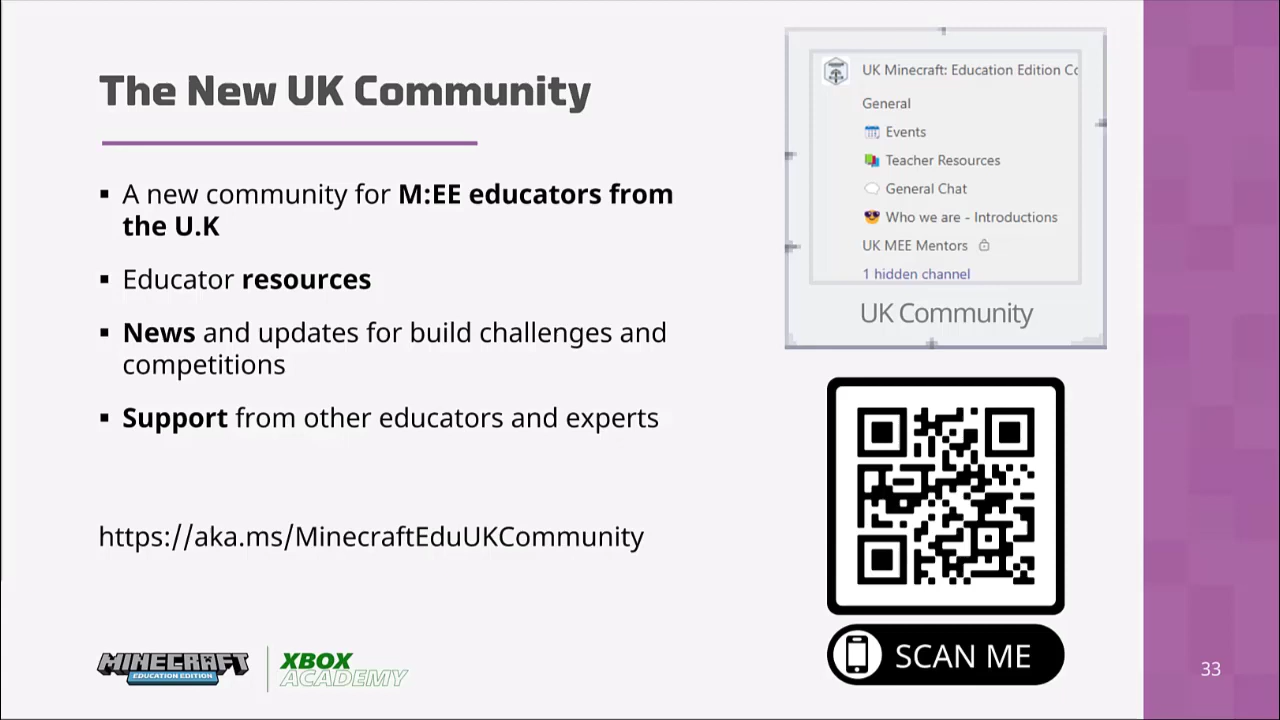 The New UK Community
▪ A new community for M:EE educators from
the U.K
▪ Educator resources
▪ News and updates for build challenges and
competitions
▪ Support from other educators and experts
https://aka.ms/MinecraftEduUKCommunity
MINECRAFT
EDUCATION EDITION
XBOX
ACADEMY
UK Minecraft: Education Edition Co
General
Events
Teacher Resources
General Chat
Who we are - Introductions
UK MEE Mentors
1 hidden channel
UK Community
SCAN ME
33